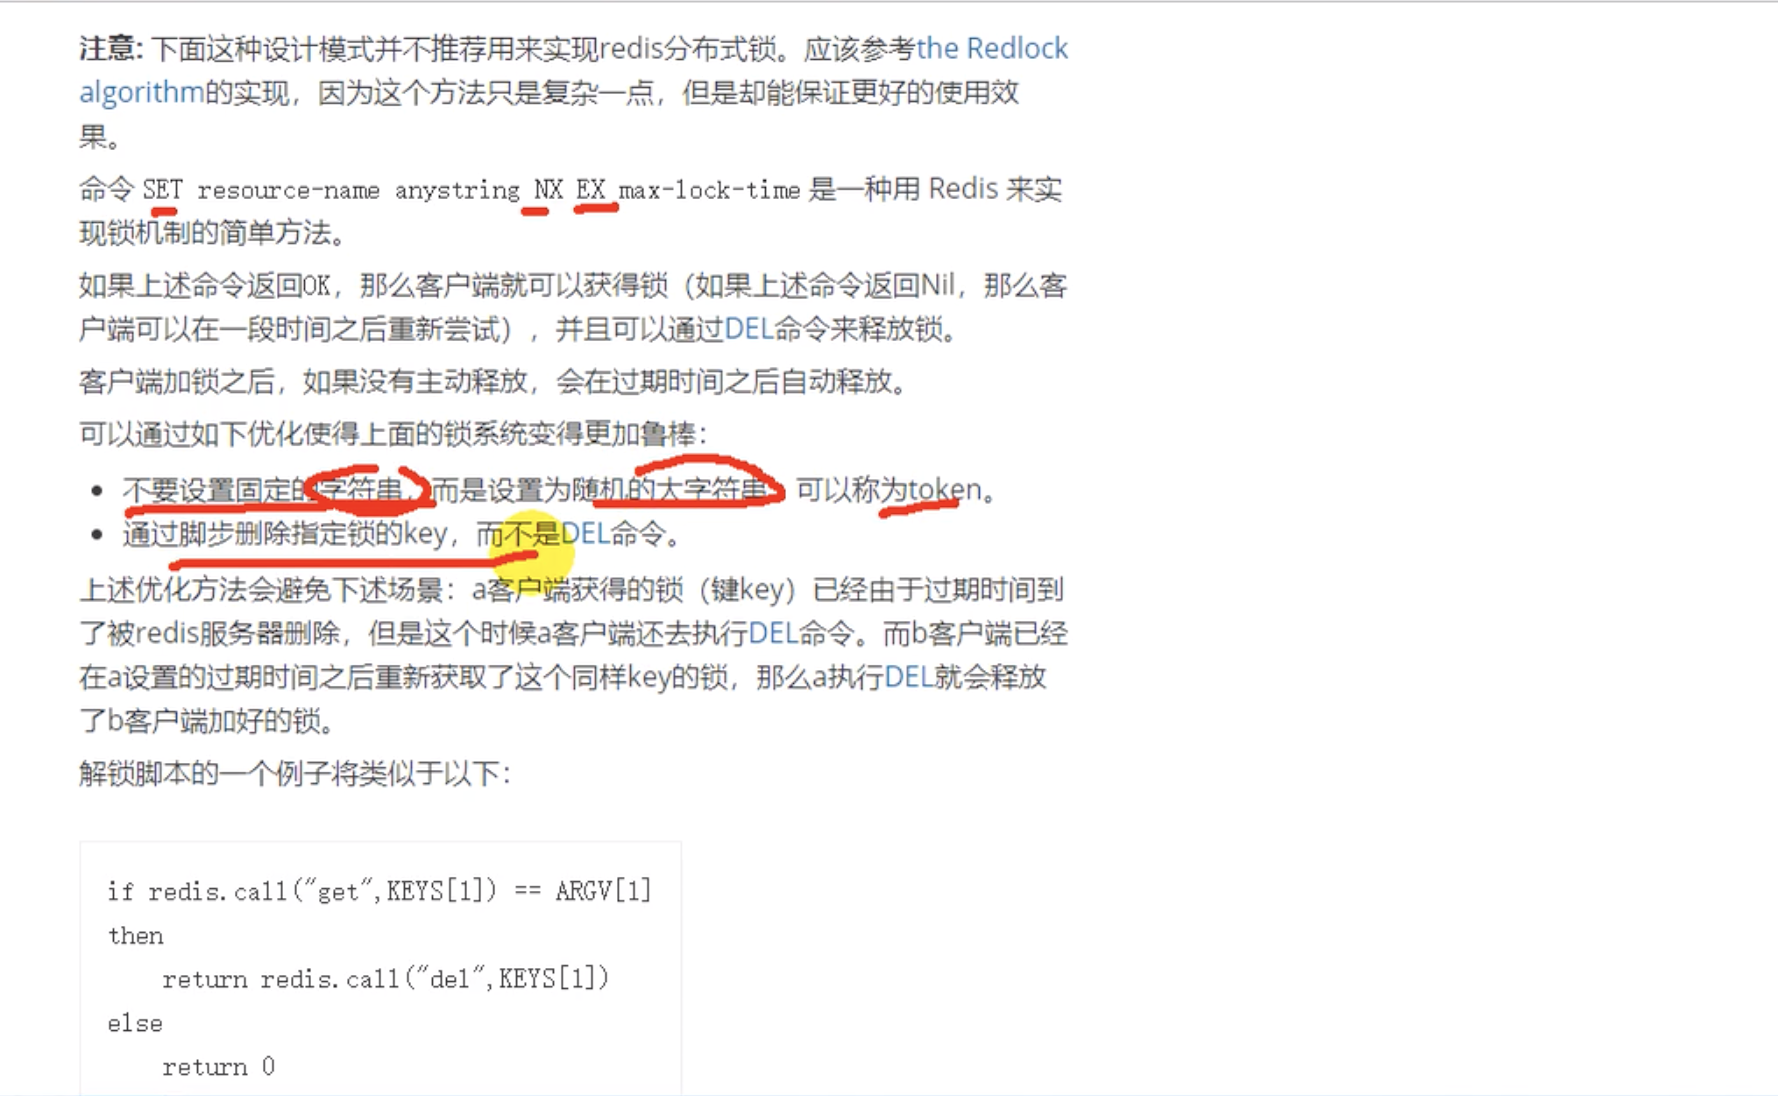 注意: 下面这种设计模式并不推荐用来实现redis分布式锁。应该参考the Redlock
algorithm的实现，因为这个方法只是复杂一点，但是却能保证更好的使用效
果。
命令 SET resource-name anystring NX EX max-lock-time 是一种用 Redis 来实
现锁机制的简单方法。
如果上述命令返回OK，那么客户端就可以获得锁（如果上述命令返回Nil，那么客
户端可以在一段时间之后重新尝试），并且可以通过DEL命令来释放锁。
客户端加锁之后，如果没有主动释放，会在过期时间之后自动释放。
可以通过如下优化使得上面的锁系统变得更加鲁棒：
• 不要设置固定的字符串，而是设置为随机的大字符串，可以称为token。
• 通过脚步删除指定锁的key，而不是DEL命令。
上述优化方法会避免下述场景：a客户端获得的锁（键key）已经由于过期时间到
了被redis服务器删除，但是这个时候a客户端还去执行DEL命令。而b客户端已经
在a设置的过期时间之后重新获取了这个同样key的锁，那么a执行DEL就会释放
了b客户端加好的锁。
解锁脚本的一个例子将类似于以下：
if redis.call("get",KEYS[1]) == ARGV[1]
then
    return redis.call("del",KEYS[1])
else
    return 0